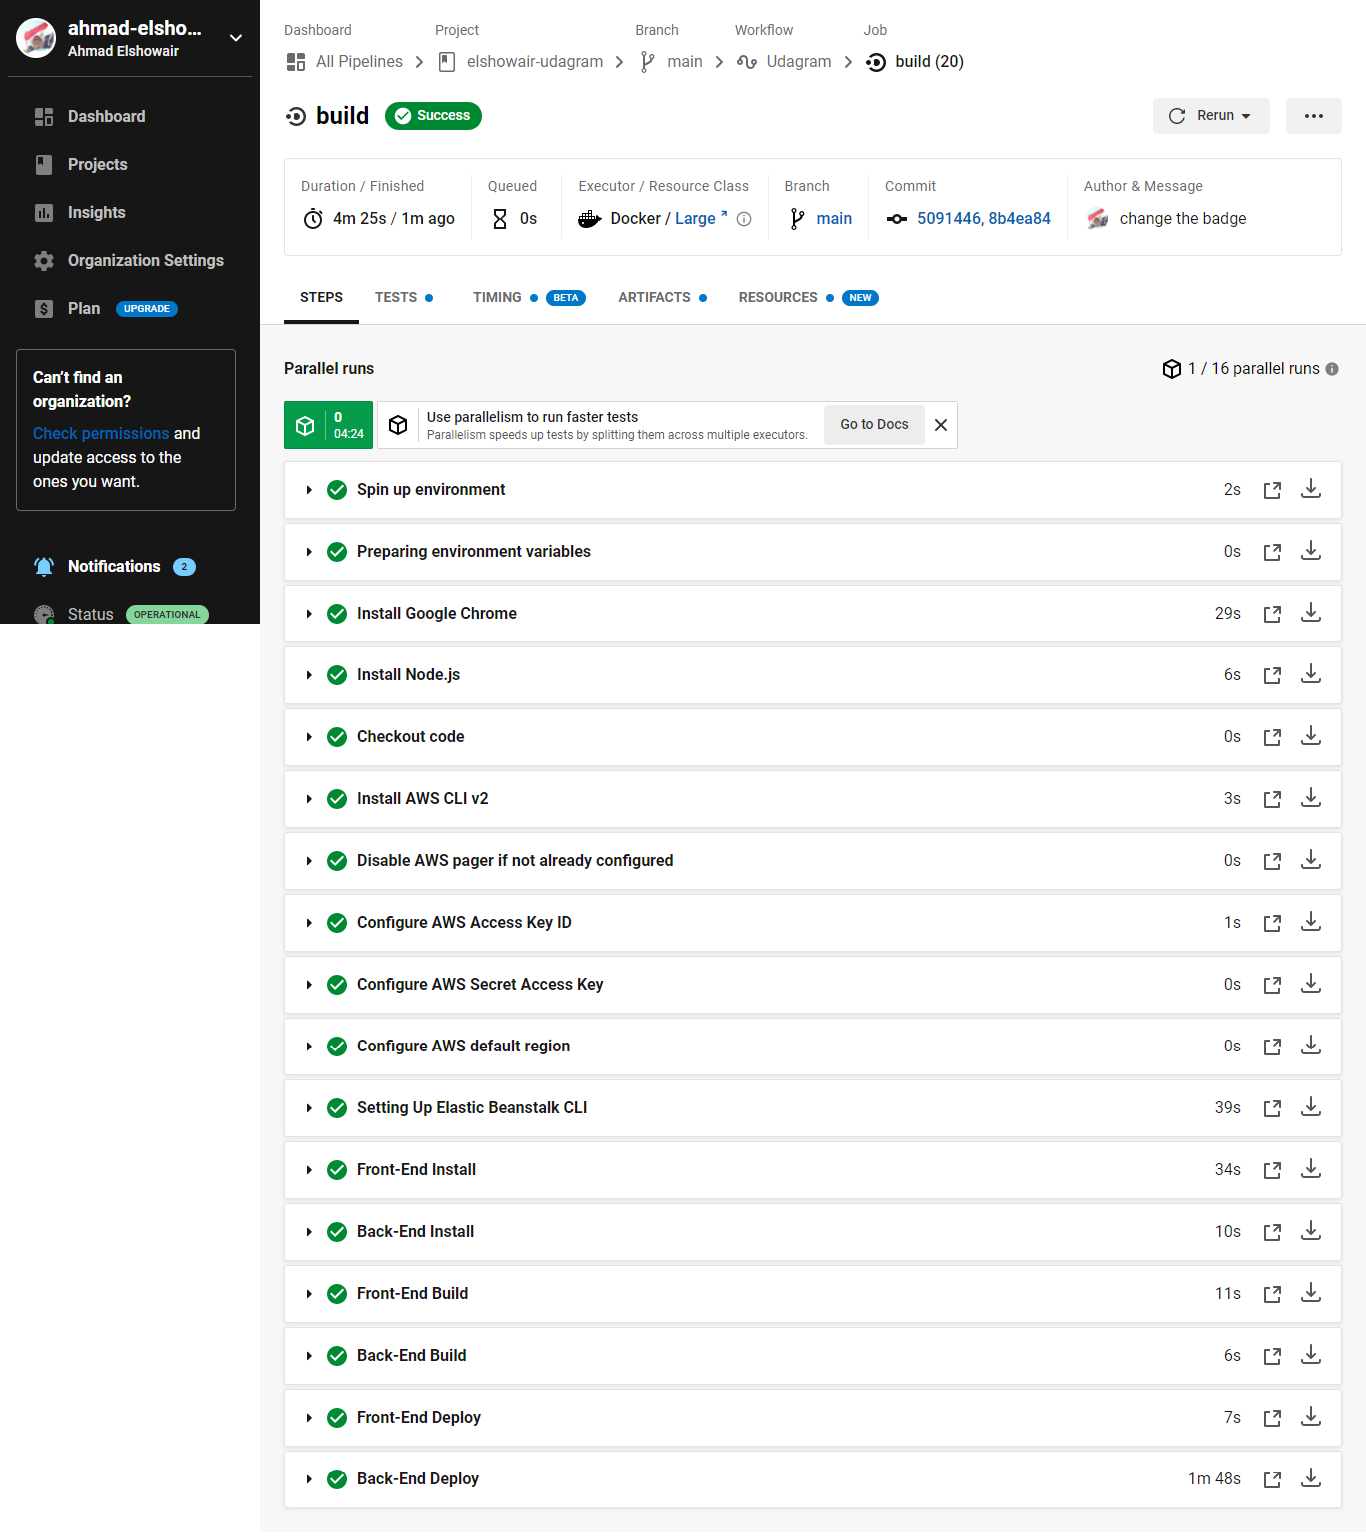 ahmad-elsho...
Ahmad Elshowair
Dashboard
Projects
Insights
Organization Settings
Plan UPGRADE
Can't find an
organization?
Check permissions and
update access to the
ones you want.
Notifications 2
Status OPERATIONAL
Dashboard Project Branch Workflow Job
All Pipelines elshowair-udagram main Udagram build (20)
build Success Rerun
Duration / Finished Queued Executor / Resource Class Branch Commit Author & Message
4m 25s / 1m ago 0s Docker / Large main 5091446, 8b4ea84 change the badge
STEPS TESTS TIMING BETA ARTIFACTS RESOURCES NEW
Parallel runs 1 / 16 parallel runs
0
04:24
Use parallelism to run faster tests
Parallelism speeds up tests by splitting them across multiple executors.
Go to Docs
Spin up environment 2s
Preparing environment variables 0s
Install Google Chrome 29s
Install Node.js 6s
Checkout code 0s
Install AWS CLI v2 3s
Disable AWS pager if not already configured 0s
Configure AWS Access Key ID 1s
Configure AWS Secret Access Key 0s
Configure AWS default region 0s
Setting Up Elastic Beanstalk CLI 39s
Front-End Install 34s
Back-End Install 10s
Front-End Build 11s
Back-End Build 6s
Front-End Deploy 7s
Back-End Deploy 1m 48s